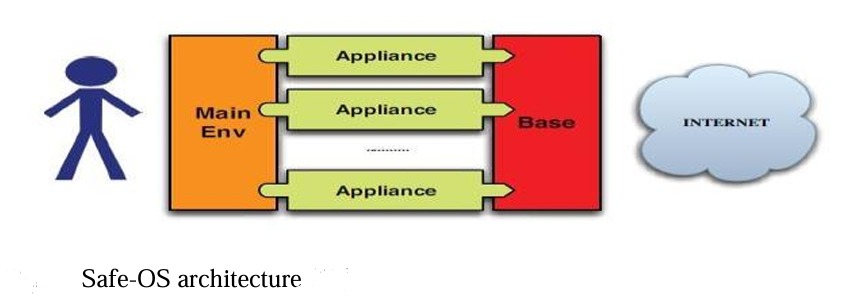 Appliance
Main
Env
Appliance
Base
INTERNET
...........
Appliance
Safe-OS architecture